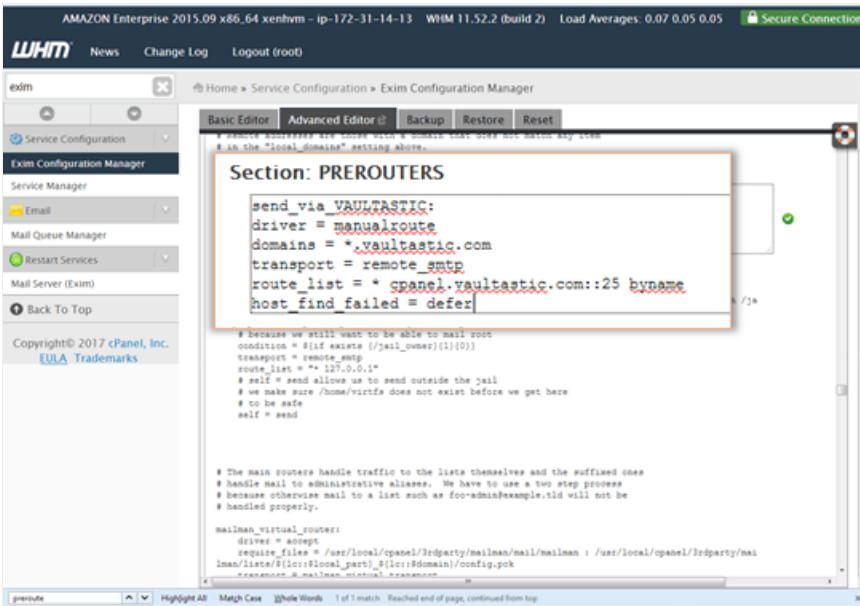 AMAZON Enterprise 2015.09 x86_64 xenhvm - ip-172-31-14-13 WHM 11.52.2 (build 2) Load Averages: 0.07 0.05 0.05 Secure Connection
WHM News Change Log Logout (root)
exim
Home » Service Configuration » Exim Configuration Manager
Basic Editor Advanced Editor Backup Restore Reset
Service Configuration
Exim Configuration Manager
Service Manager
Email
Mail Queue Manager
Restart Services
Mail Server (Exim)
Back To Top
Copyright© 2017 cPanel, Inc.
EULA Trademarks
# Remote addresses are those with a domain that does not match any item
# in the "local_domains" setting above.
Section: PREROUTERS
send_via_VAULTASTIC:
driver = manualroute
domains = *.vaultastic.com
transport = remote_smtp
route_list = * cpanel.vaultastic.com::25 byname
host_find_failed = defer
/ja
# because we still want to be able to mail root
condition = ${if exists {/jail_owner}{1}{0}}
transport = remote_smtp
route_list = "* 127.0.0.1"
# self = send allows us to send outside the jail
# we make sure /home/virtfs does not exist before we get here
# to be safe
self = send
# The main routers handle traffic to the lists themselves and the suffixed ones
# handle mail to administrative aliases. We have to use a two step process
# because otherwise mail to a list such as foo-admin@example.tld will not be
# handled properly.
mailman_virtual_router:
driver = accept
require_files = /usr/local/cpanel/3rdparty/mailman/mail/mailman : /usr/local/cpanel/3rdparty/mai
lman/lists/${lc::$local_part}_${lc::$domain}/config.pck
transport = mailman_virtual_transport
preroute Highlight All Match Case Whole Words 1 of 1 match Reached end of page, continued from top